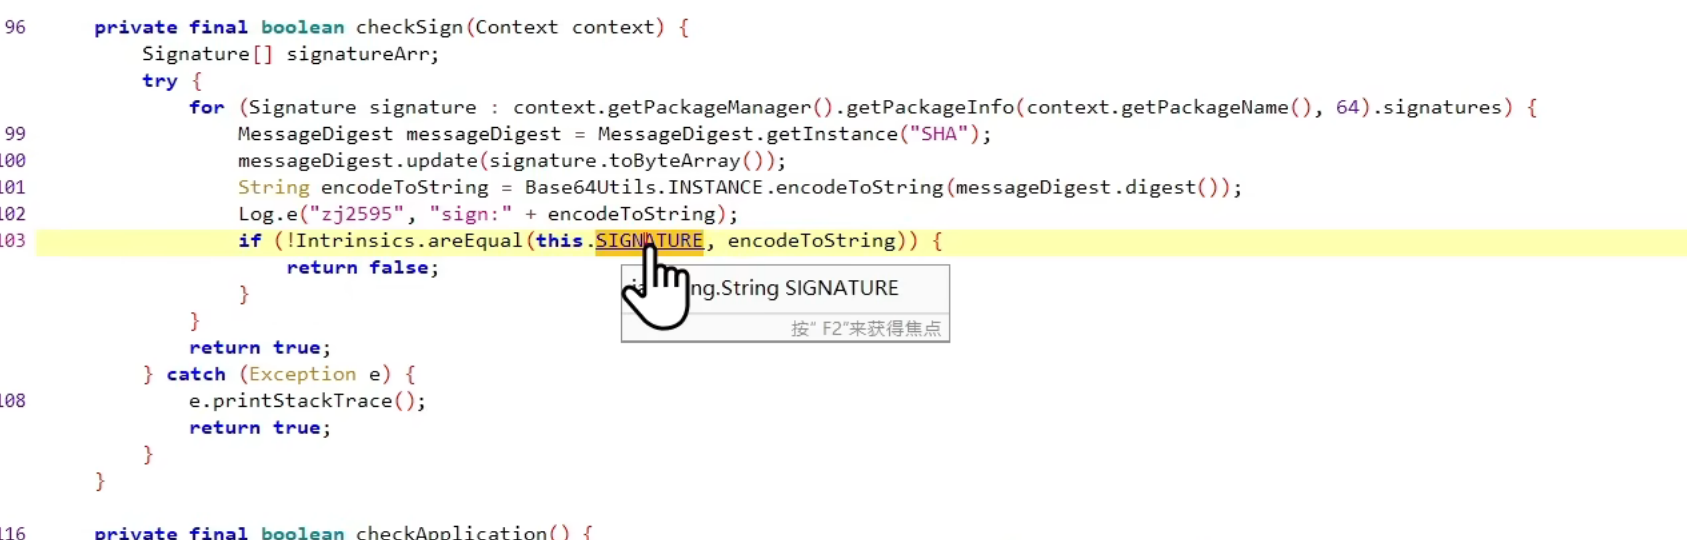 96 private final boolean checkSign(Context context) {
Signature[] signatureArr;
try {
for (Signature signature : context.getPackageManager().getPackageInfo(context.getPackageName(), 64).signatures) {
99 MessageDigest messageDigest = MessageDigest.getInstance("SHA");
100 messageDigest.update(signature.toByteArray());
101 String encodeToString = Base64Utils.INSTANCE.encodeToString(messageDigest.digest());
102 Log.e("zj2595", "sign:" + encodeToString);
103 if (!Intrinsics.areEqual(this.SIGNATURE, encodeToString)) {
return false;
ng.String SIGNATURE
}
按" F2"来获得焦点
}
return true;
} catch (Exception e) {
108 e.printStackTrace();
return true;
}
}
116 private final boolean checkApplication() {